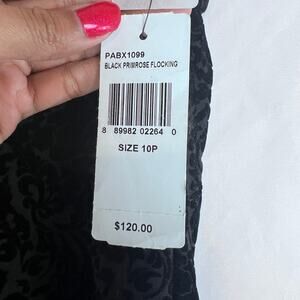 PABX1099
BLACK PRIMROSE FLOCKING
8 89982 02264 0
SIZE 10P
$120.00